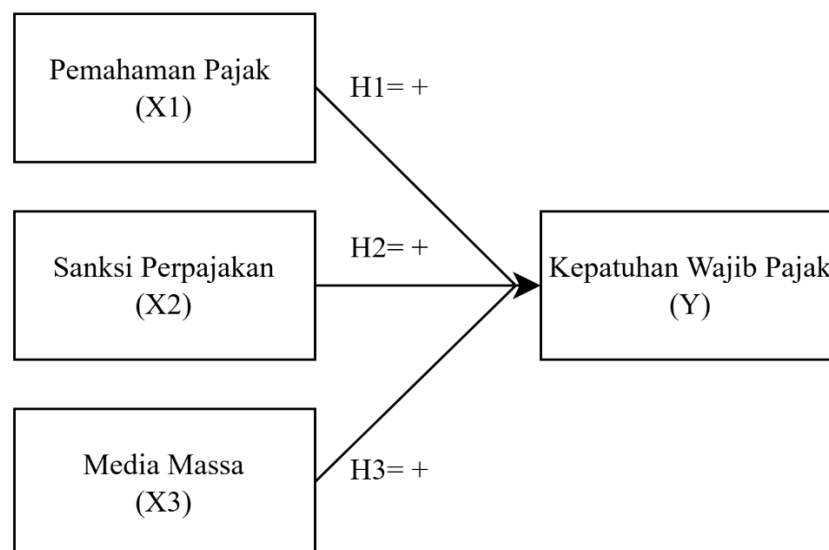 Pemahaman Pajak
(X1)
H1= +
Sanksi Perpajakan
(X2)
H2= +
Kepatuhan Wajib Pajak
(Y)
Media Massa
(X3)
H3= +